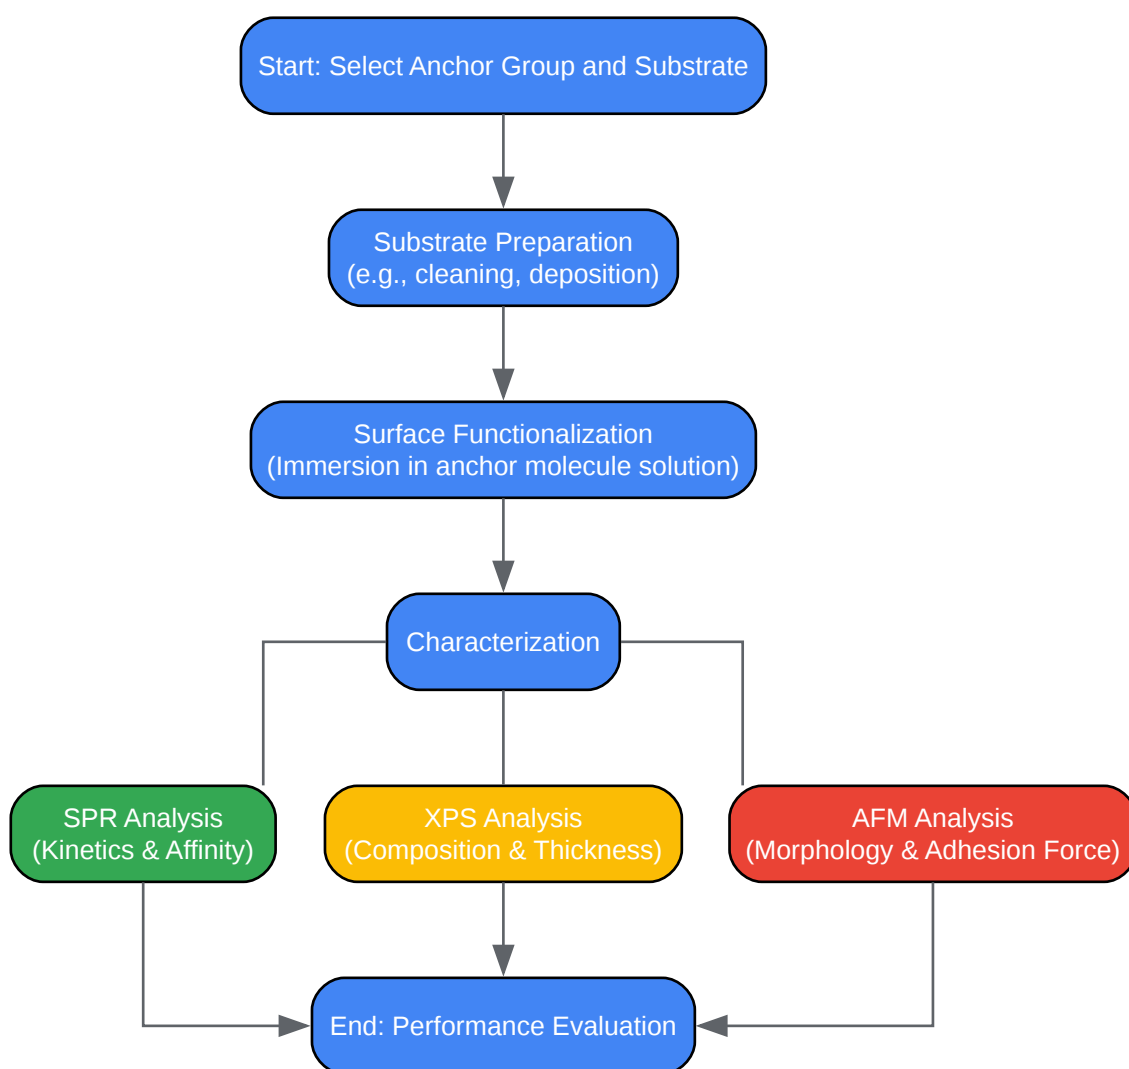 Start: Select Anchor Group and Substrate
Substrate Preparation
(e.g., cleaning, deposition)
Surface Functionalization
(Immersion in anchor molecule solution)
Characterization
SPR Analysis
(Kinetics & Affinity)
XPS Analysis
(Composition & Thickness)
AFM Analysis
(Morphology & Adhesion Force)
End: Performance Evaluation